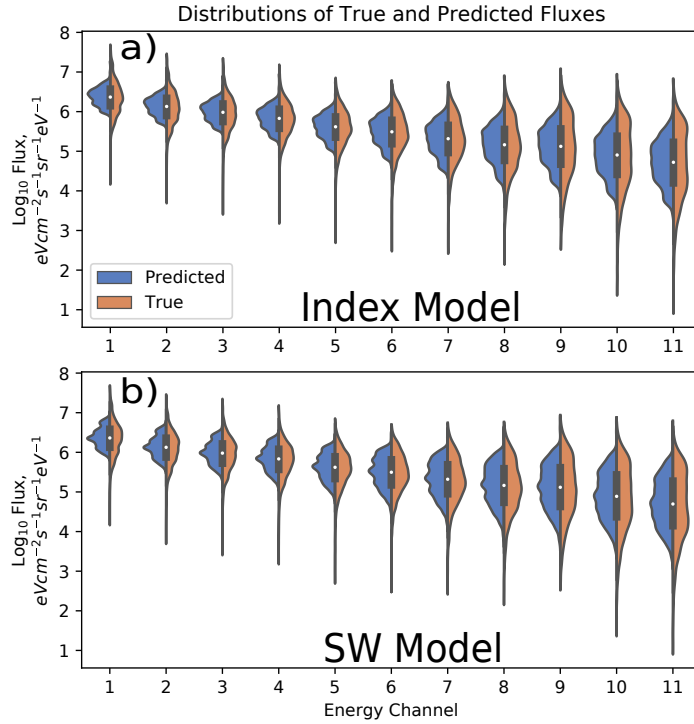 Distributions of True and Predicted Fluxes
a)
8
7
6
5
4
3
2
1
Log₁₀ Flux,
eVcm⁻²s⁻¹sr⁻¹eV⁻¹
Predicted
True
Index Model
1 2 3 4 5 6 7 8 9 10 11
b)
8
7
6
5
4
3
2
1
Log₁₀ Flux,
eVcm⁻²s⁻¹sr⁻¹eV⁻¹
SW Model
1 2 3 4 5 6 7 8 9 10 11
Energy Channel